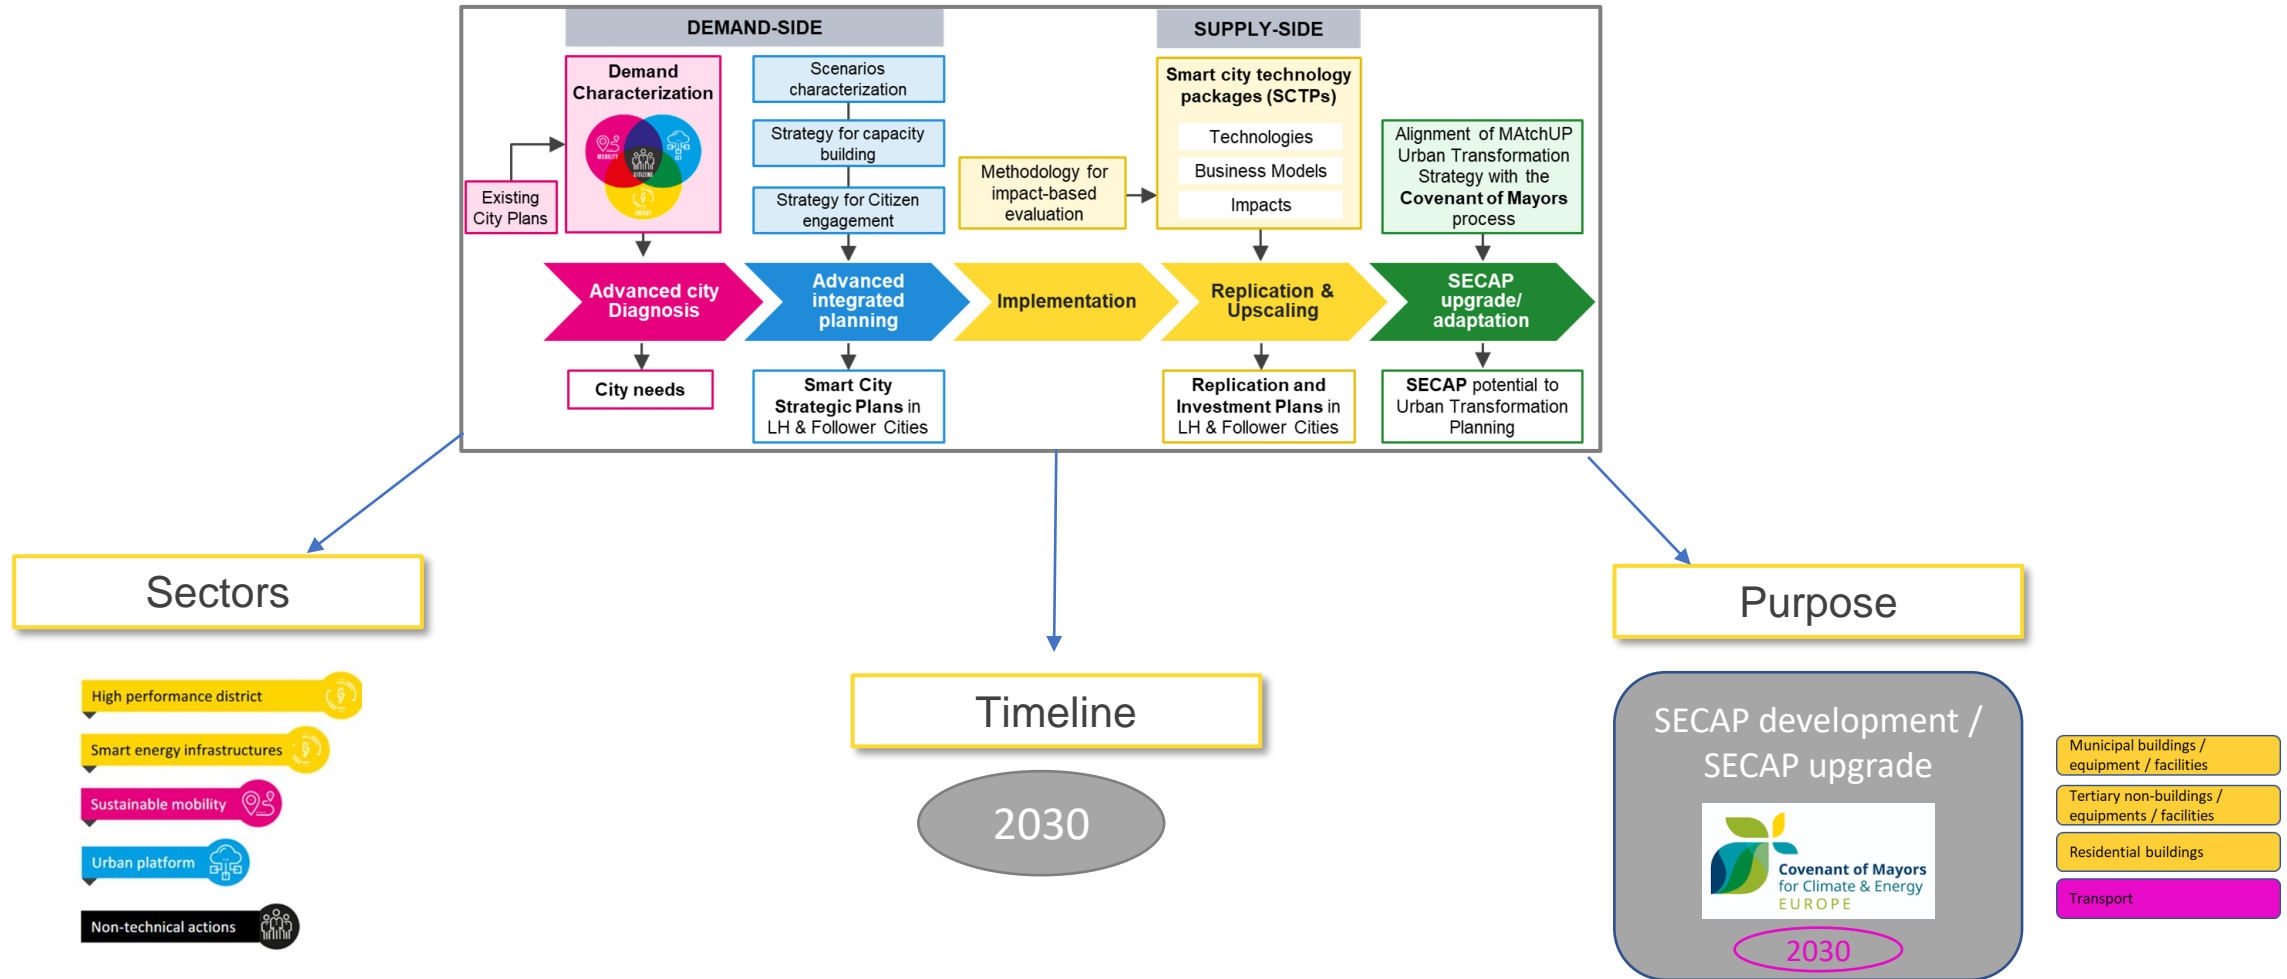 DEMAND-SIDE
SUPPLY-SIDE
Demand
Characterization
MOBILITY
IOT
CITIZENS
ENERGY
Existing
City Plans
Scenarios
characterization
Strategy for capacity
building
Strategy for Citizen
engagement
Methodology for
impact-based
evaluation
Smart city technology
packages (SCTPs)
Technologies
Business Models
Impacts
Alignment of MAtchUP
Urban Transformation
Strategy with the
Covenant of Mayors
process
Advanced city
Diagnosis
Advanced
integrated
planning
Implementation
Replication &
Upscaling
SECAP
upgrade/
adaptation
City needs
Smart City
Strategic Plans in
LH & Follower Cities
Replication and
Investment Plans in
LH & Follower Cities
SECAP potential to
Urban Transformation
Planning
Sectors
High performance district
Smart energy infrastructures
Sustainable mobility
Urban platform
Non-technical actions
Timeline
2030
Purpose
SECAP development /
SECAP upgrade
Covenant of Mayors
for Climate & Energy
EUROPE
2030
Municipal buildings /
equipment / facilities
Tertiary non-buildings /
equipments / facilities
Residential buildings
Transport